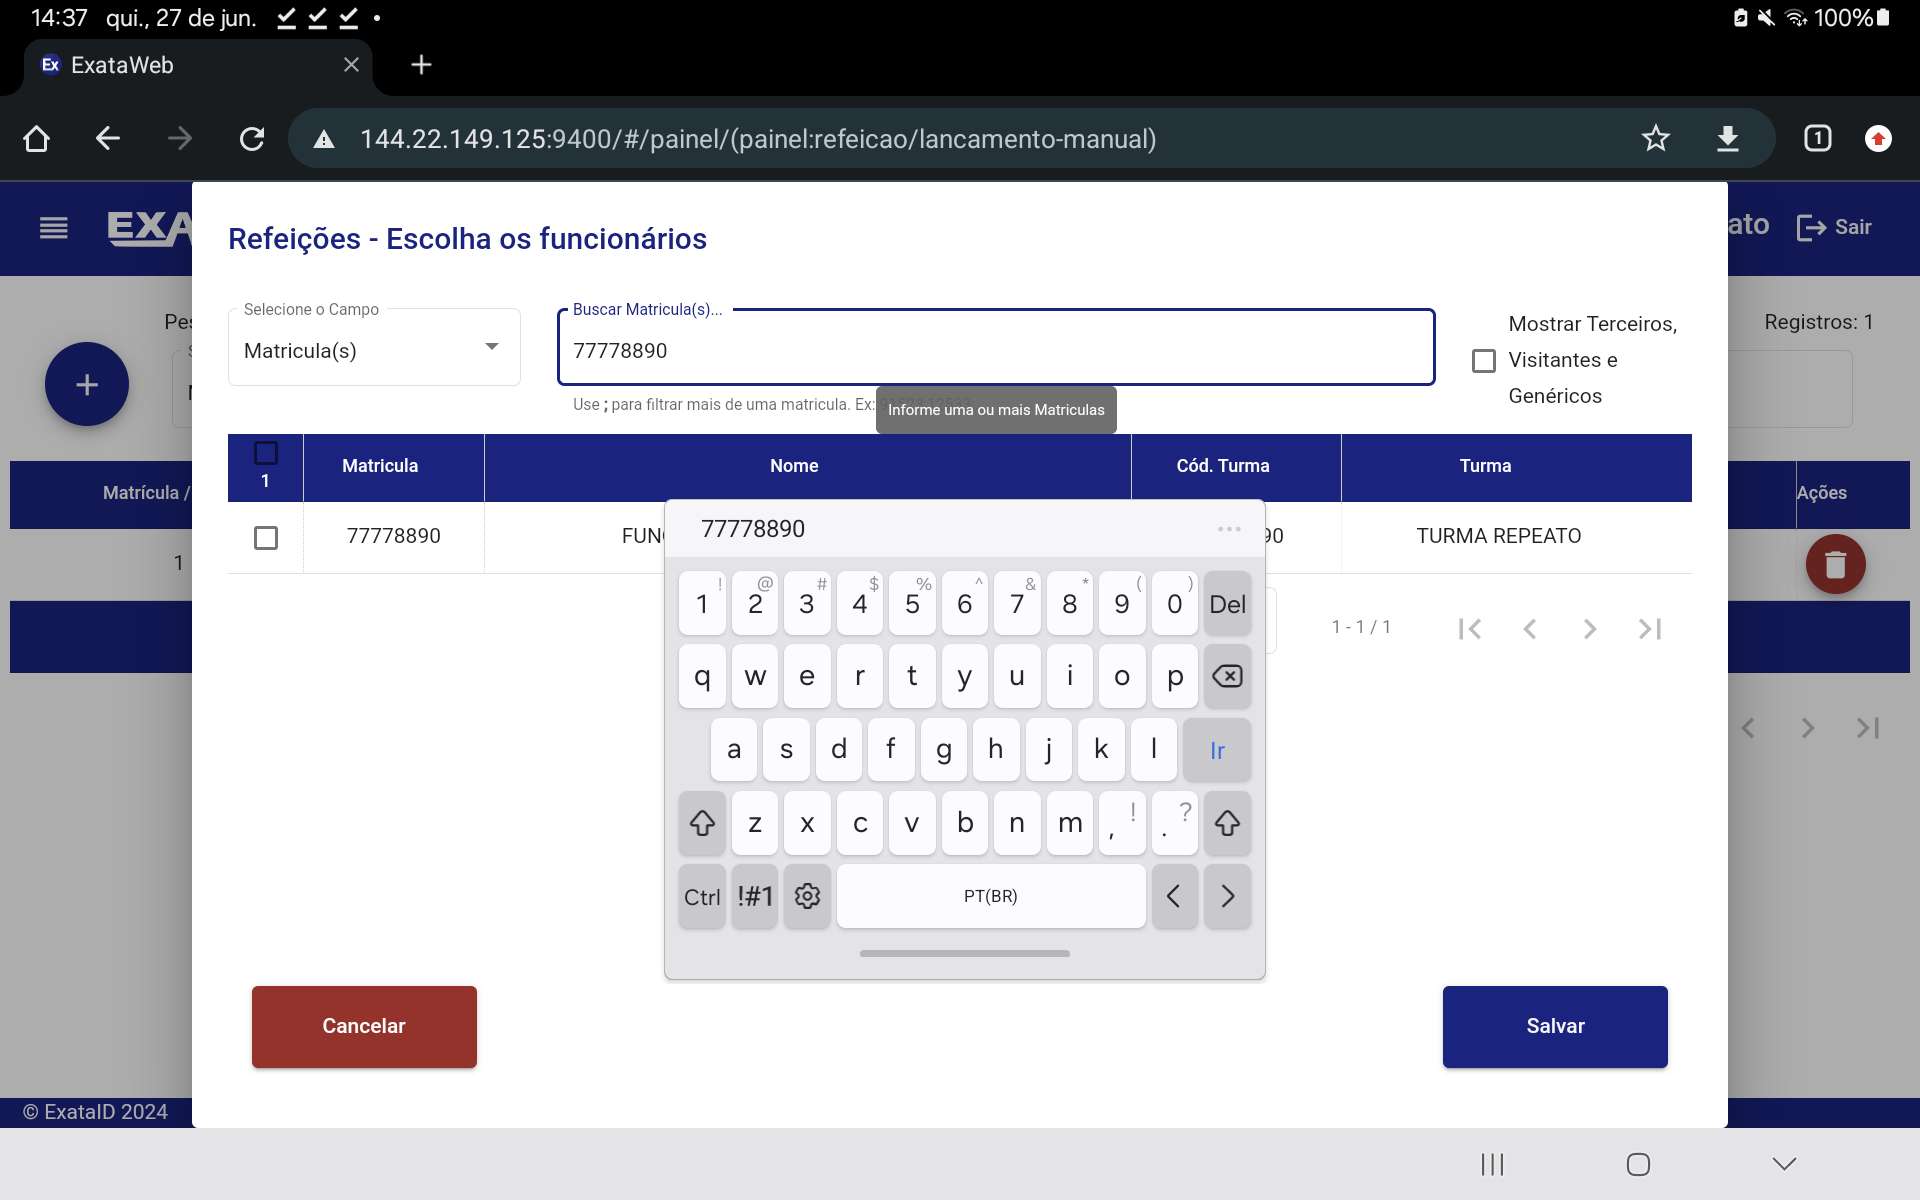 14:37 qui., 27 de jun.
100%
Ex ExataWeb
144.22.149.125:9400/#/painel/(painel:refeicao/lancamento-manual)
1
EXA
ato
Sair
Refeições - Escolha os funcionários
Selecione o Campo
Matricula(s)
Buscar Matricula(s)...
77778890
Mostrar Terceiros,
Visitantes e
Genéricos
Use ; para filtrar mais de uma matricula. Ex:
Informe uma ou mais Matriculas
Pes
Registros: 1
1
Matricula
Nome
Cód. Turma
Turma
Matrícula /
Ações
77778890
FUN
90
TURMA REPEATO
1
1 - 1 / 1
77778890
! @ # $ % ^ & * ( )
1 2 3 4 5 6 7 8 9 0 Del
q w e r t y u i o p
a s d f g h j k l Ir
z x c v b n m , ! . ?
Ctrl !#1 PT(BR)
Cancelar
Salvar
© ExataID 2024